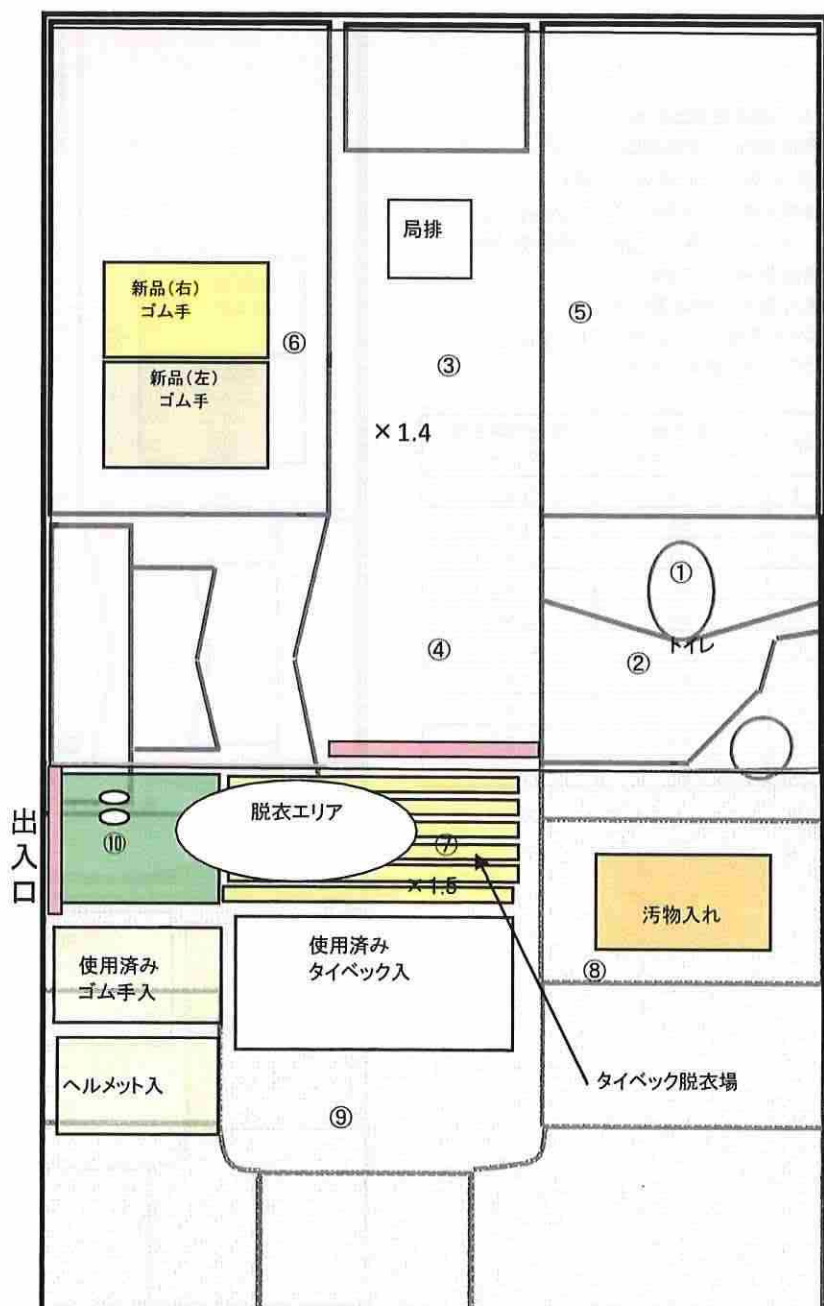 局排
新品(右)
ゴム手
⑥
⑤
新品(左)
ゴム手
③
×1.4
①
④
②
トイレ
出入口
脱衣エリア
⑩
⑦
×1.5
汚物入れ
使用済み
ゴム手入
使用済み
タイベック入
⑧
ヘルメット入
タイベック脱衣場
⑨